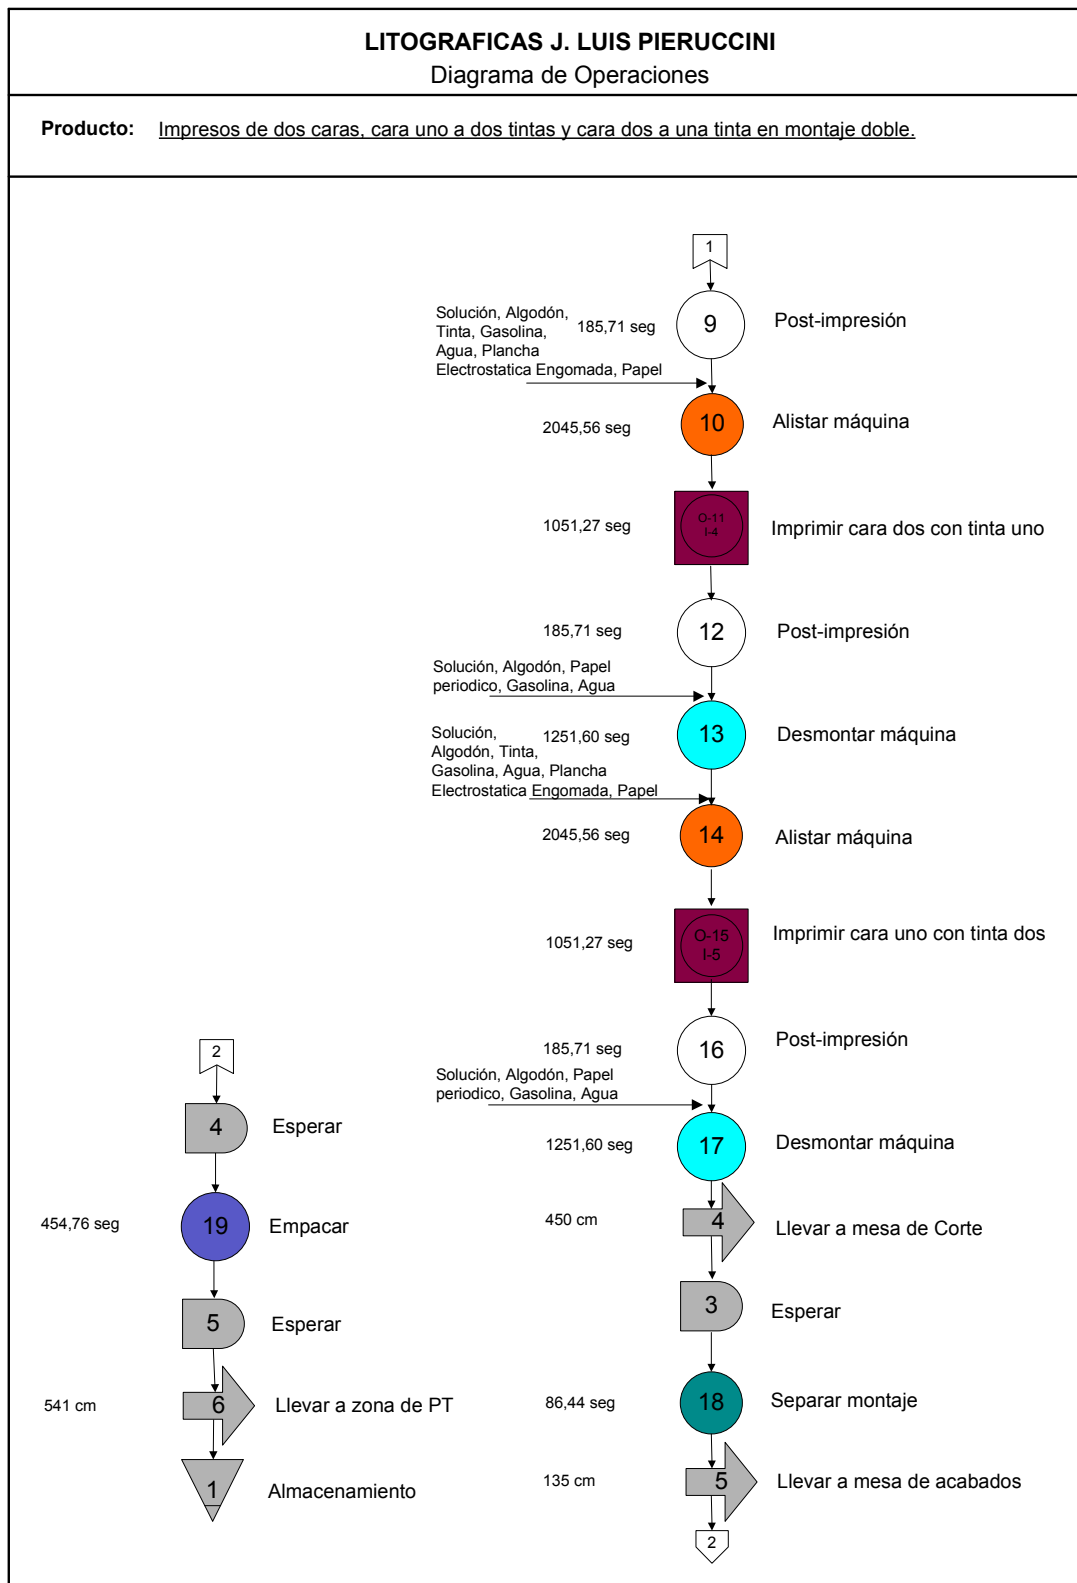 LITOGRAFICAS J. LUIS PIERUCCINI
Diagrama de Operaciones
Producto: Impresos de dos caras, cara uno a dos tintas y cara dos a una tinta en montaje doble.
1
Solución, Algodón,
Tinta, Gasolina,
Agua, Plancha
Electrostatica Engomada, Papel
185,71 seg
9
Post-impresión
2045,56 seg
10
Alistar máquina
1051,27 seg
O-11
I-4
Imprimir cara dos con tinta uno
185,71 seg
12
Post-impresión
Solución, Algodón, Papel
periodico, Gasolina, Agua
1251,60 seg
13
Desmontar máquina
Solución,
Algodón, Tinta,
Gasolina, Agua, Plancha
Electrostatica Engomada, Papel
2045,56 seg
14
Alistar máquina
1051,27 seg
O-15
I-5
Imprimir cara uno con tinta dos
185,71 seg
16
Post-impresión
Solución, Algodón, Papel
periodico, Gasolina, Agua
1251,60 seg
17
Desmontar máquina
450 cm
4
Llevar a mesa de Corte
3
Esperar
86,44 seg
18
Separar montaje
135 cm
5
Llevar a mesa de acabados
2
2
4
Esperar
454,76 seg
19
Empacar
5
Esperar
541 cm
6
Llevar a zona de PT
1
Almacenamiento